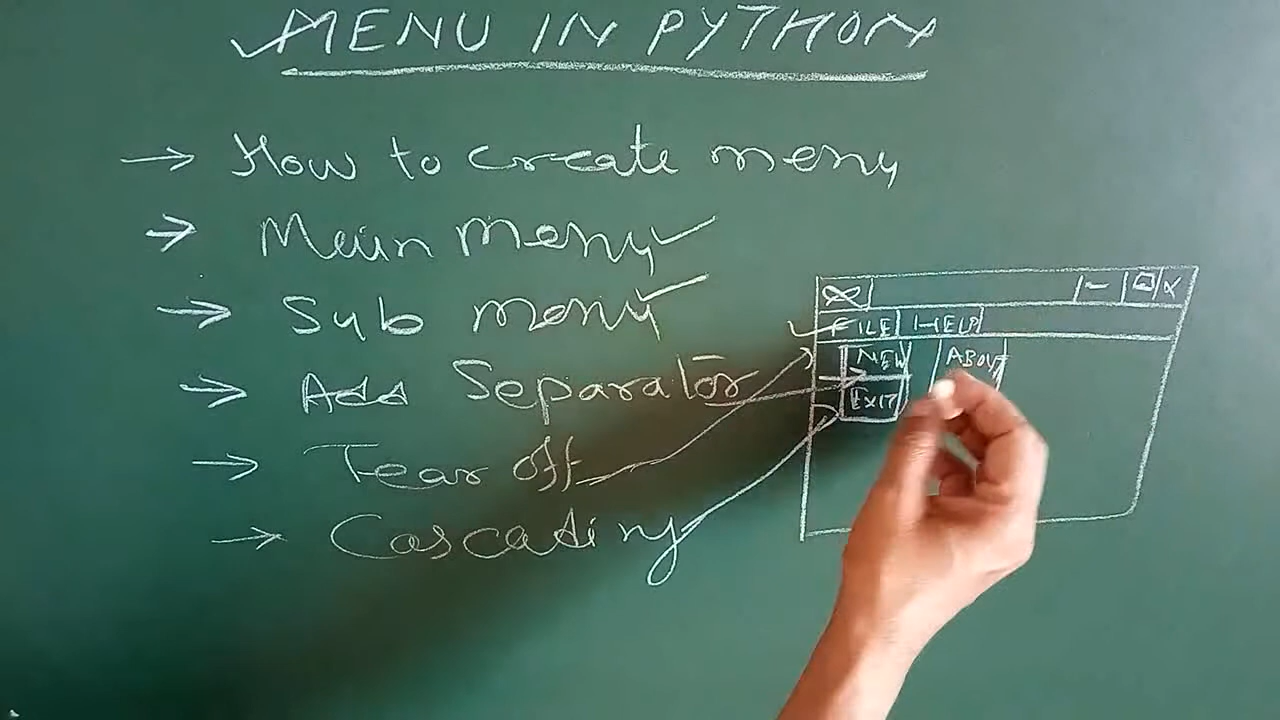 MENU IN PYTHON
→ How to create menu
→ Main menu
→ Sub menu
→ Add Separator
→ Tear off
→ Cascading
- X
FILE HELP
NEW ABOUT
EXIT